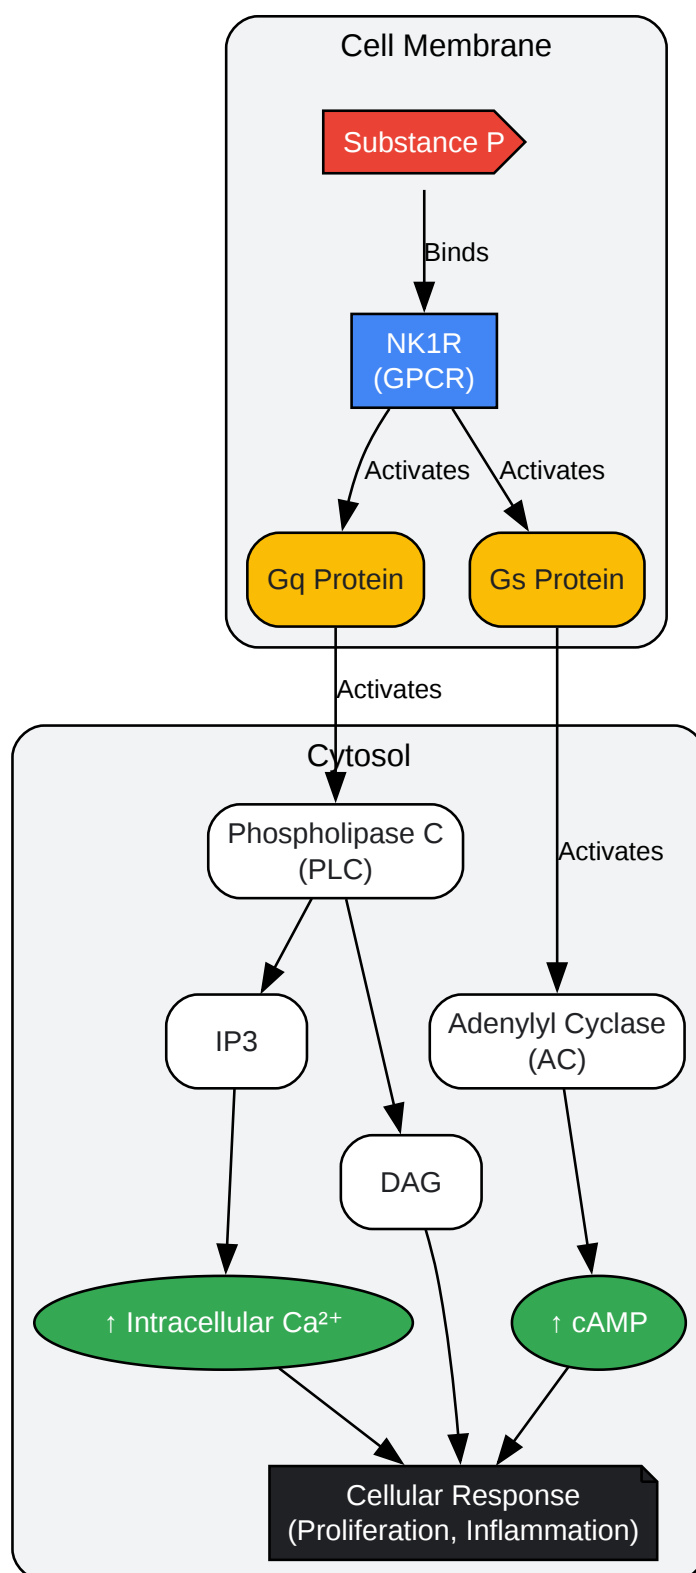 Cell Membrane
Substance P
Binds
NK1R
(GPCR)
Activates
Activates
Gq Protein
Gs Protein
Activates
Cytosol
Phospholipase C
(PLC)
Activates
IP3
Adenylyl Cyclase
(AC)
DAG
↑ Intracellular Ca²⁺
↑ cAMP
Cellular Response
(Proliferation, Inflammation)